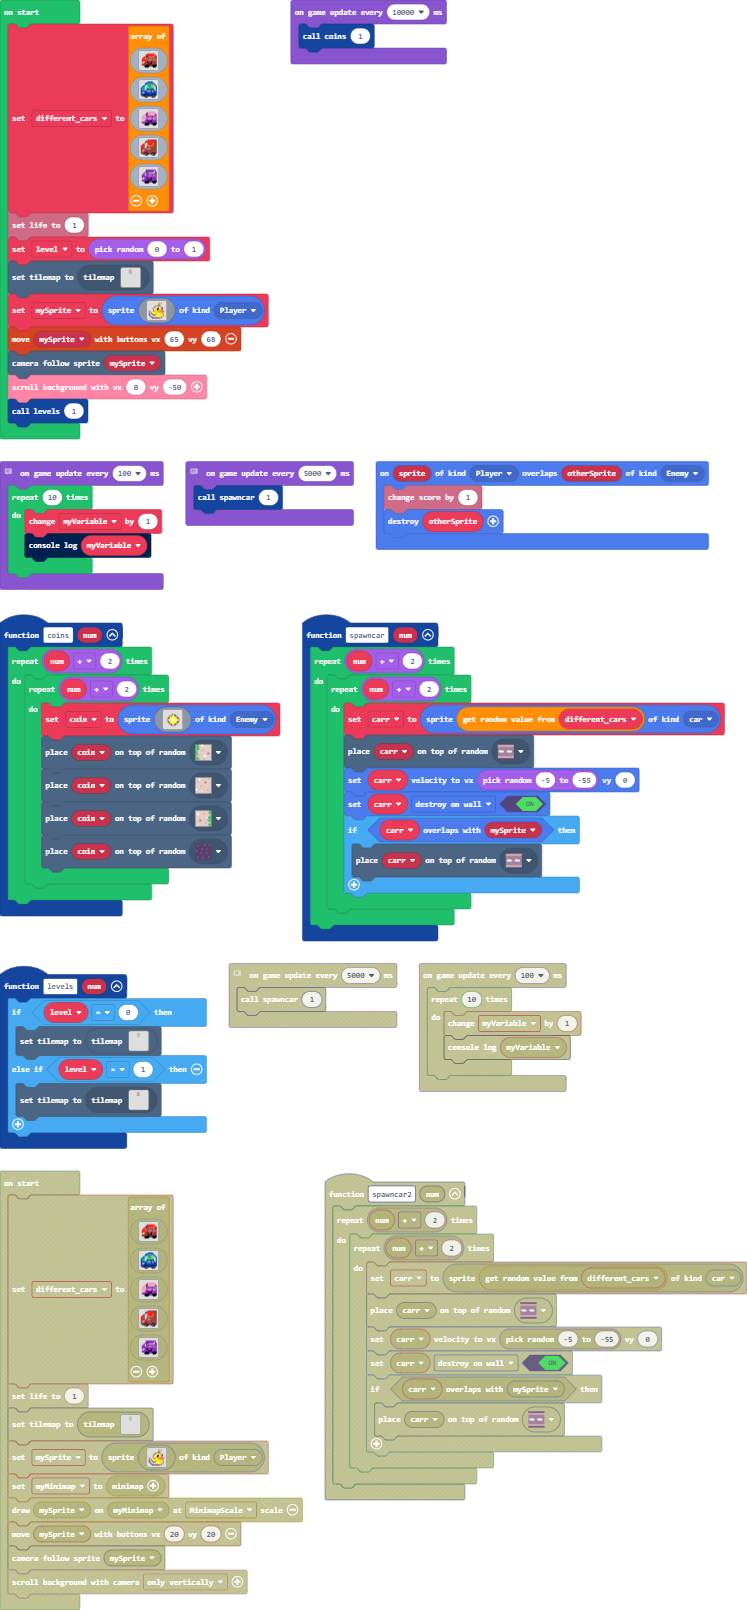 on start
array of
set different_cars to
set life to 1
set level to pick random 0 to 1
set tilemap to tilemap
set mySprite to sprite of kind Player
move mySprite with buttons vx 65 vy 68
camera follow sprite mySprite
scroll background with vx 0 vy -50
call levels 1
on game update every 10000 ms
call coins 1
on game update every 100 ms
repeat 10 times
do
change myVariable by 1
console log myVariable
on game update every 5000 ms
call spawncar 1
on sprite of kind Player overlaps otherSprite of kind Enemy
change score by 1
destroy otherSprite
function coins num
repeat num + 2 times
do
repeat num + 2 times
do
set coin to sprite of kind Enemy
place coin on top of random
place coin on top of random
place coin on top of random
place coin on top of random
function spawncar num
repeat num + 2 times
do
repeat num + 2 times
do
set carr to sprite get random value from different_cars of kind car
place carr on top of random
set carr velocity to vx pick random -5 to -55 vy 0
set carr destroy on wall ON
if carr overlaps with mySprite then
place carr on top of random
function levels num
if level = 0 then
set tilemap to tilemap
else if level = 1 then
set tilemap to tilemap
on game update every 5000 ms
call spawncar 1
on game update every 100 ms
repeat 10 times
do
change myVariable by 1
console log myVariable
on start
array of
set different_cars to
set life to 1
set tilemap to tilemap
set mySprite to sprite of kind Player
set myMinimap to minimap
draw mySprite on myMinimap at MinimapScale scale
move mySprite with buttons vx 20 vy 20
camera follow sprite mySprite
scroll background with camera only vertically
function spawncar2 num
repeat num + 2 times
do
repeat num + 2 times
do
set carr to sprite get random value from different_cars of kind car
place carr on top of random
set carr velocity to vx pick random -5 to -55 vy 0
set carr destroy on wall ON
if carr overlaps with mySprite then
place carr on top of random